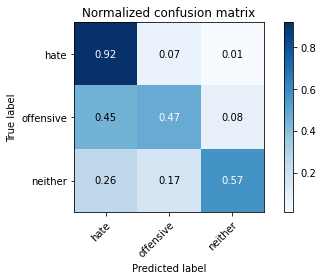 Normalized confusion matrix
hate 0.92 0.07 0.01
offensive 0.45 0.47 0.08
neither 0.26 0.17 0.57
hate offensive neither
True label
Predicted label
0.8
0.6
0.4
0.2